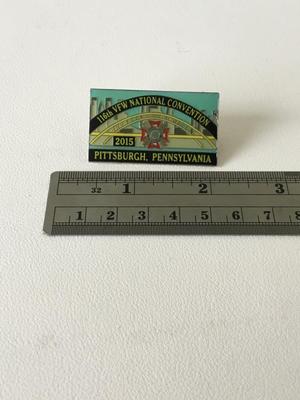 116th VFW NATIONAL CONVENTION
2015
PITTSBURGH, PENNSYLVANIA
32 1 2 3
1 2 3 4 5 6 7 8